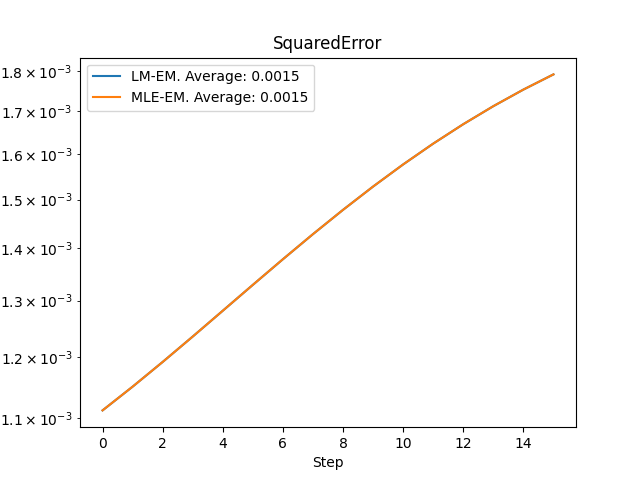 SquaredError
LM-EM. Average: 0.0015
MLE-EM. Average: 0.0015
1.8 × 10⁻³
1.7 × 10⁻³
1.6 × 10⁻³
1.5 × 10⁻³
1.4 × 10⁻³
1.3 × 10⁻³
1.2 × 10⁻³
1.1 × 10⁻³
0 2 4 6 8 10 12 14
Step